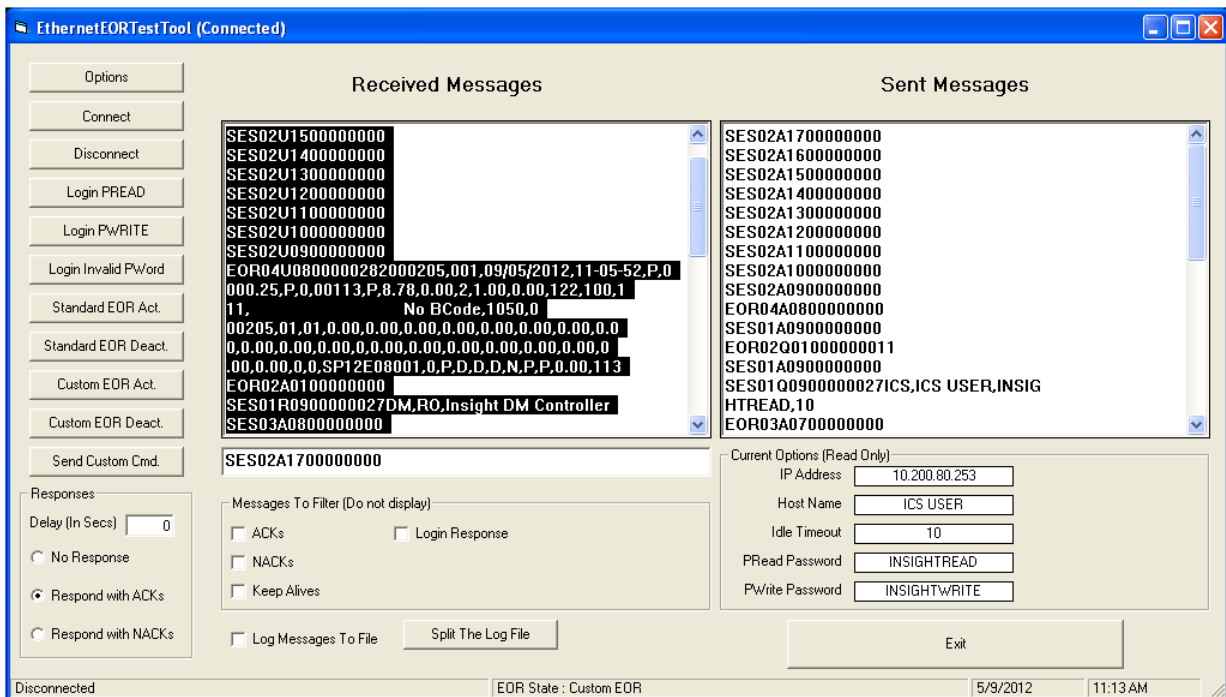 EthernetEORTestTool (Connected)
Options
Connect
Disconnect
Login PREAD
Login PWRITE
Login Invalid PWord
Standard EOR Act.
Standard EOR Deact.
Custom EOR Act.
Custom EOR Deact.
Send Custom Cmd.
Responses
Delay (In Secs) 0
No Response
Respond with ACKs
Respond with NACKs
Received Messages
SES02U1500000000
SES02U1400000000
SES02U1300000000
SES02U1200000000
SES02U1100000000
SES02U1000000000
SES02U0900000000
EOR04U0800000282000205,001,09/05/2012,11-05-52,P,0
000.25,P,0,00113,P,8.78,0.00,2,1.00,0.00,122,100,1
11, No BCode,1050,0
00205,01,01,0.00,0.00,0.00,0.00,0.00,0.00,0.00,0.0
0,0.00,0.00,0.00,0,0.00,0.00,0.00,0.00,0.00,0.00,0
.00,0.00,0,0,SP12E08001,0,P,D,D,D,N,P,P,0.00,113
EOR02A0100000000
SES01R0900000027DM,RO,Insight DM Controller
SES03A0800000000
SES02A1700000000
Messages To Filter (Do not display)
ACKs
Login Response
NACKs
Keep Alives
Log Messages To File
Split The Log File
Sent Messages
SES02A1700000000
SES02A1600000000
SES02A1500000000
SES02A1400000000
SES02A1300000000
SES02A1200000000
SES02A1100000000
SES02A1000000000
SES02A0900000000
EOR04A0800000000
SES01A0900000000
EOR02Q01000000011
SES01A0900000000
SES01Q0900000027ICS,ICS USER,INSIG
HTREAD,10
EOR03A0700000000
Current Options (Read Only)
IP Address 10.200.80.253
Host Name ICS USER
Idle Timeout 10
PRead Password INSIGHTREAD
PWrite Password INSIGHTWRITE
Exit
Disconnected
EOR State : Custom EOR
5/9/2012
11:13 AM